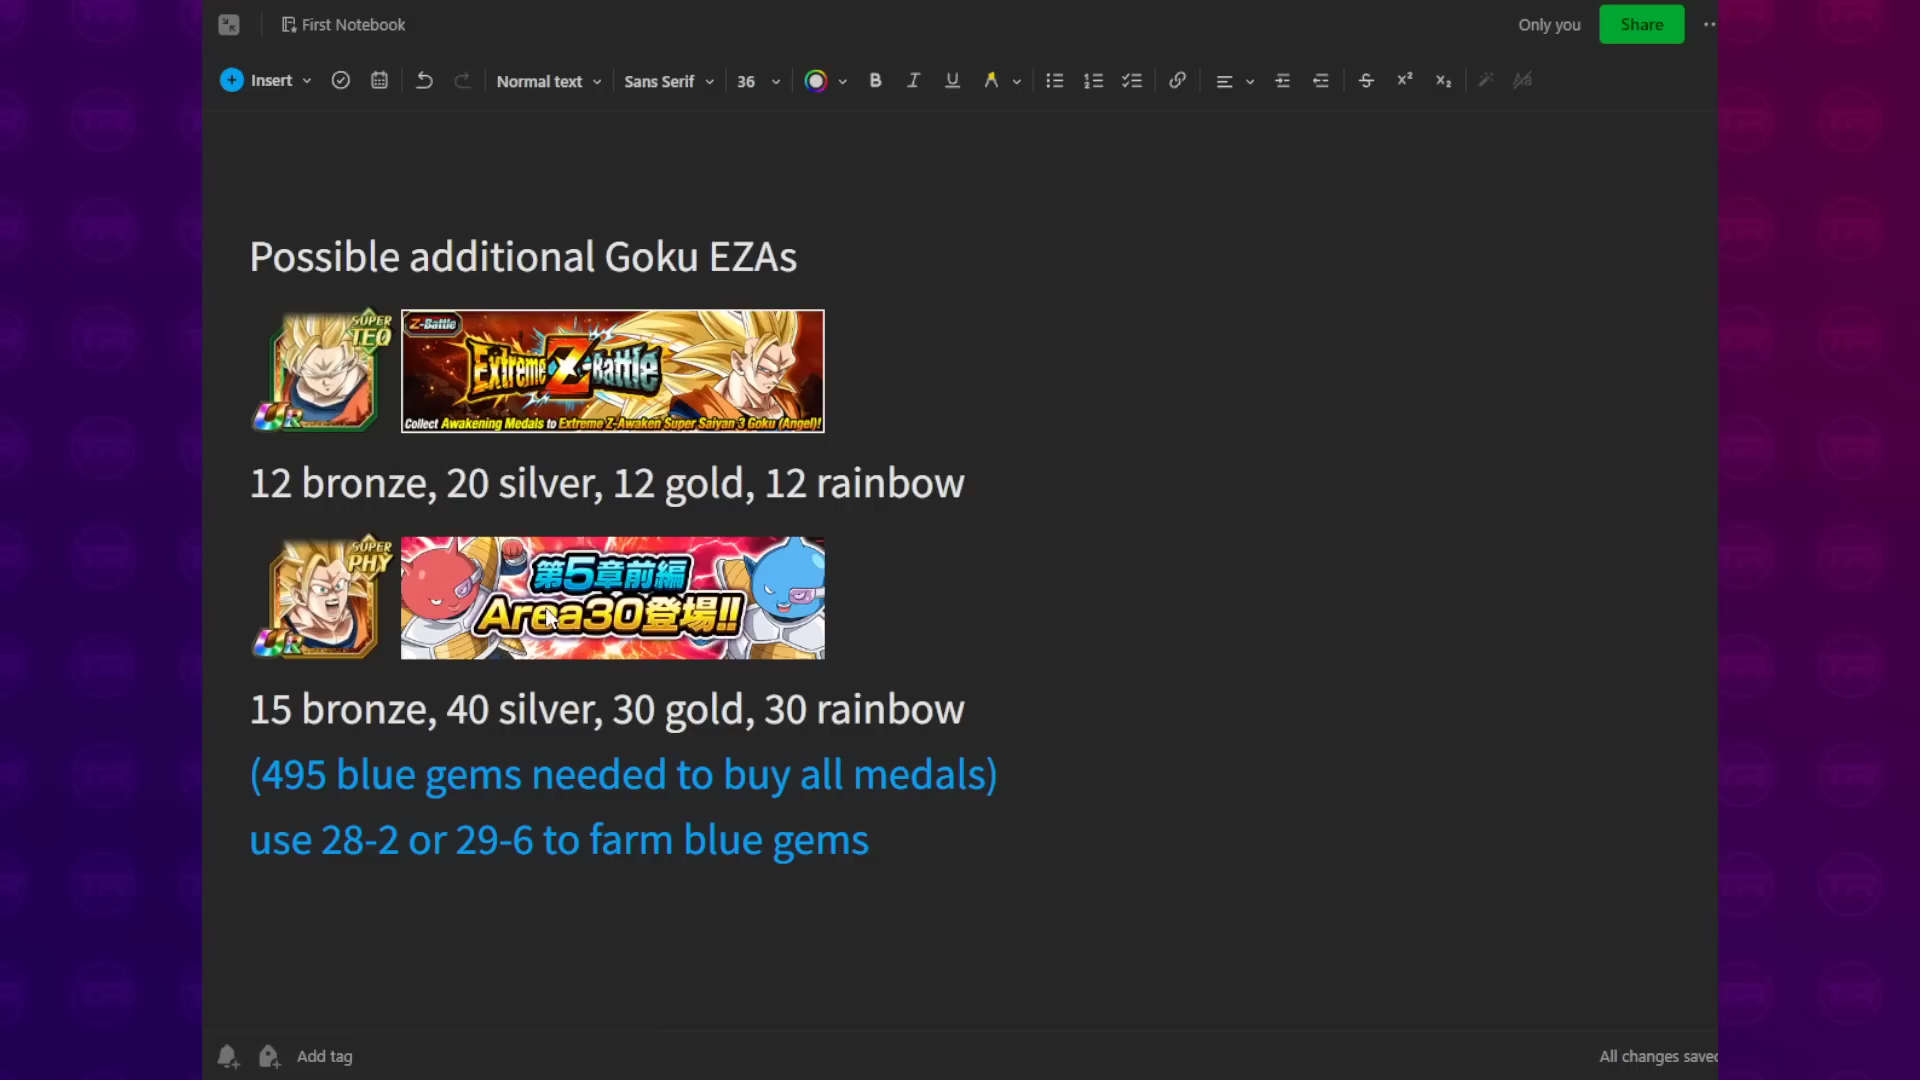 First Notebook
Only you
Share
Insert
Normal text
Sans Serif
36
Possible additional Goku EZAs
SUPER
TEQ
UR
Z-Battle
Extreme Z-Battle
Collect Awakening Medals to Extreme Z-Awaken Super Saiyan 3 Goku (Angel)!
12 bronze, 20 silver, 12 gold, 12 rainbow
SUPER
PHY
UR
第5章前編
Area30登場!!
15 bronze, 40 silver, 30 gold, 30 rainbow
(495 blue gems needed to buy all medals)
use 28-2 or 29-6 to farm blue gems
Add tag
All changes saved